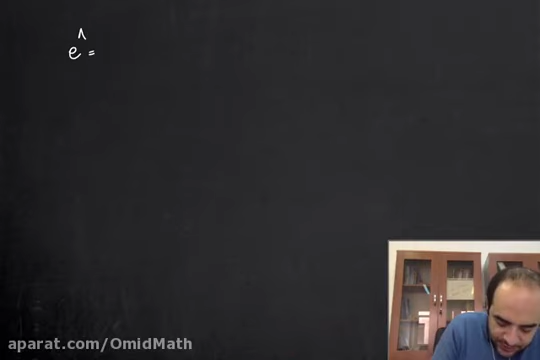 e^Λ =
aparat.com/OmidMath